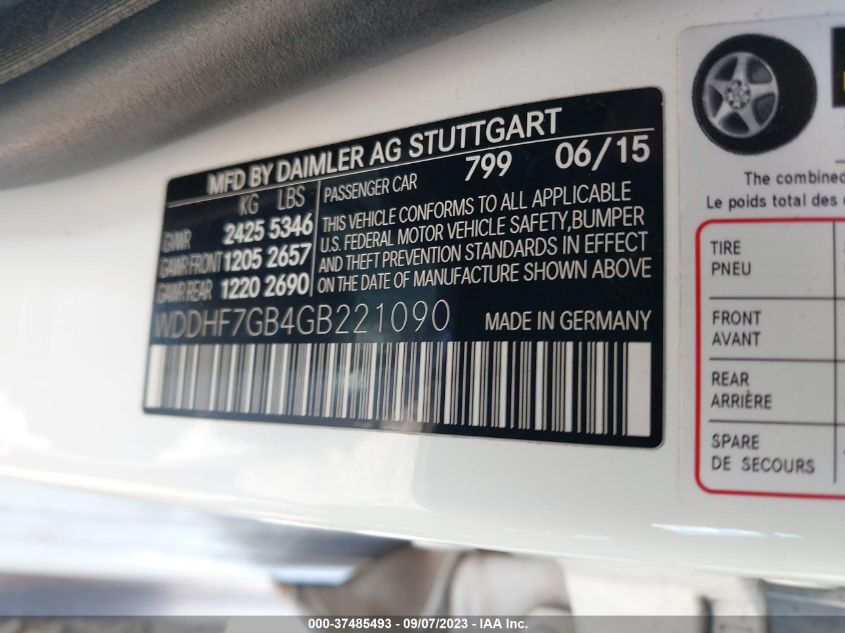 MFD BY DAIMLER AG STUTTGART
KG LBS
PASSENGER CAR 799 06/15
GVWR 2425 5346
GAWR FRONT 1205 2657
GAWR REAR 1220 2690
THIS VEHICLE CONFORMS TO ALL APPLICABLE
U.S. FEDERAL MOTOR VEHICLE SAFETY,BUMPER
AND THEFT PREVENTION STANDARDS IN EFFECT
ON THE DATE OF MANUFACTURE SHOWN ABOVE
WDDHF7GB4GB221090 MADE IN GERMANY
The combined
Le poids total des
TIRE
PNEU
FRONT
AVANT
REAR
ARRIÈRE
SPARE
DE SECOURS
000-37485493 - 09/07/2023 - IAA Inc.